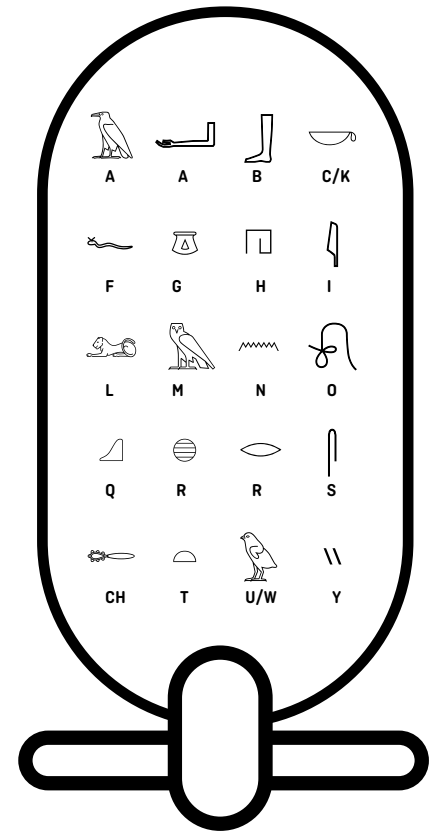 𓄿 𓂝 𓃀 𓎡
A A B C/K
𓆑 𓎼 𓉔 𓇋
F G H I
𓃭 𓅓 𓈖 𓍯
L M N O
𓈎 𓐍 𓂋 𓋴
Q R R S
𓏏 𓅱 𓏭
CH T U/W Y